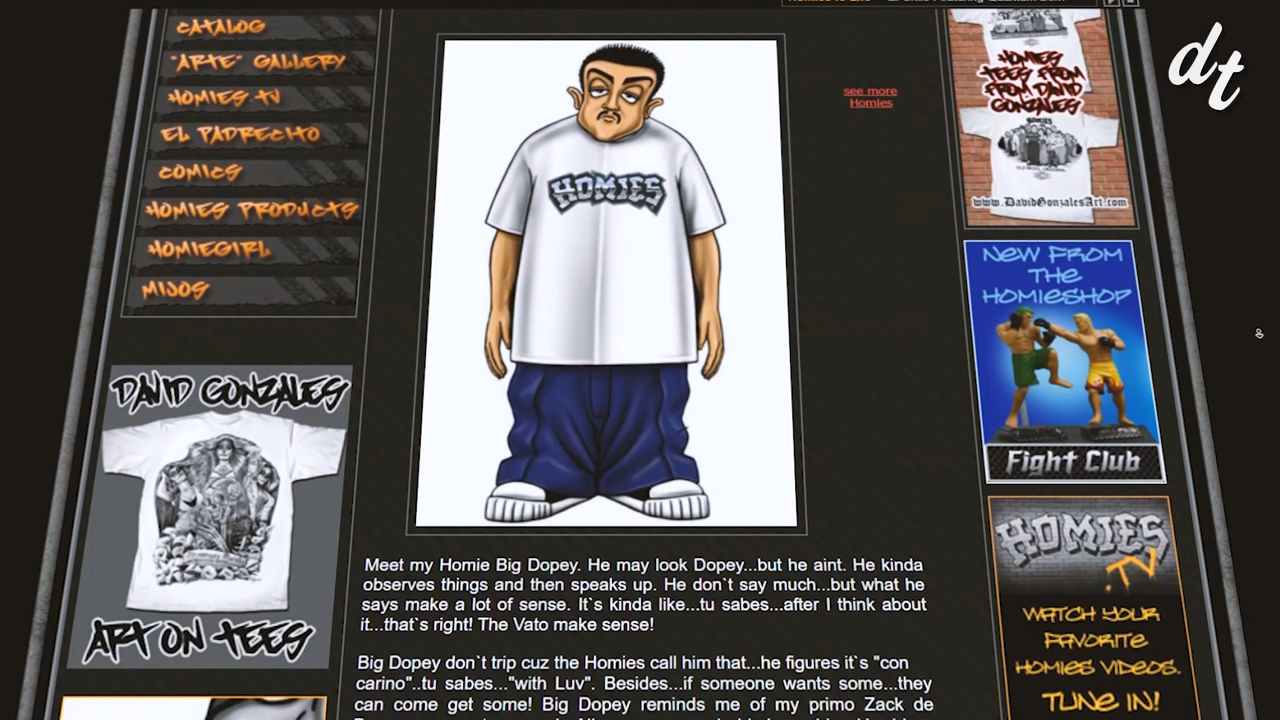 CATALOG
"ARTE" GALLERY
HOMIES TV
EL PADRECITO
COMICS
HOMIES PRODUCTS
HOMIEGIRL
MIJOS
DAVID GONZALES
ART ON TEES
HOMIES
see more
Homies
Meet my Homie Big Dopey. He may look Dopey...but he aint. He kinda
observes things and then speaks up. He don`t say much...but what he
says make a lot of sense. It`s kinda like...tu sabes...after I think about
it...that`s right! The Vato make sense!
Big Dopey don`t trip cuz the Homies call him that...he figures it`s "con
carino"..tu sabes..."with Luv". Besides...if someone wants some...they
can come get some! Big Dopey reminds me of my primo Zack de
HOMIES
TEES FROM
FROM DAVID
GONZALES
HOMIES
www.DavidGonzalesArt.com
NEW FROM
THE
HOMIESHOP
Fight Club
HOMIES
.TV
WATCH YOUR
FAVORITE
HOMIES VIDEOS.
TUNE IN!
dt